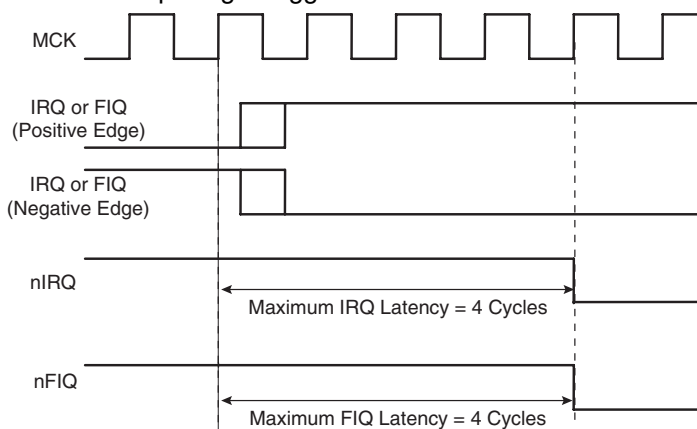 MCK
IRQ or FIQ
(Positive Edge)
IRQ or FIQ
(Negative Edge)
nIRQ
Maximum IRQ Latency = 4 Cycles
nFIQ
Maximum FIQ Latency = 4 Cycles